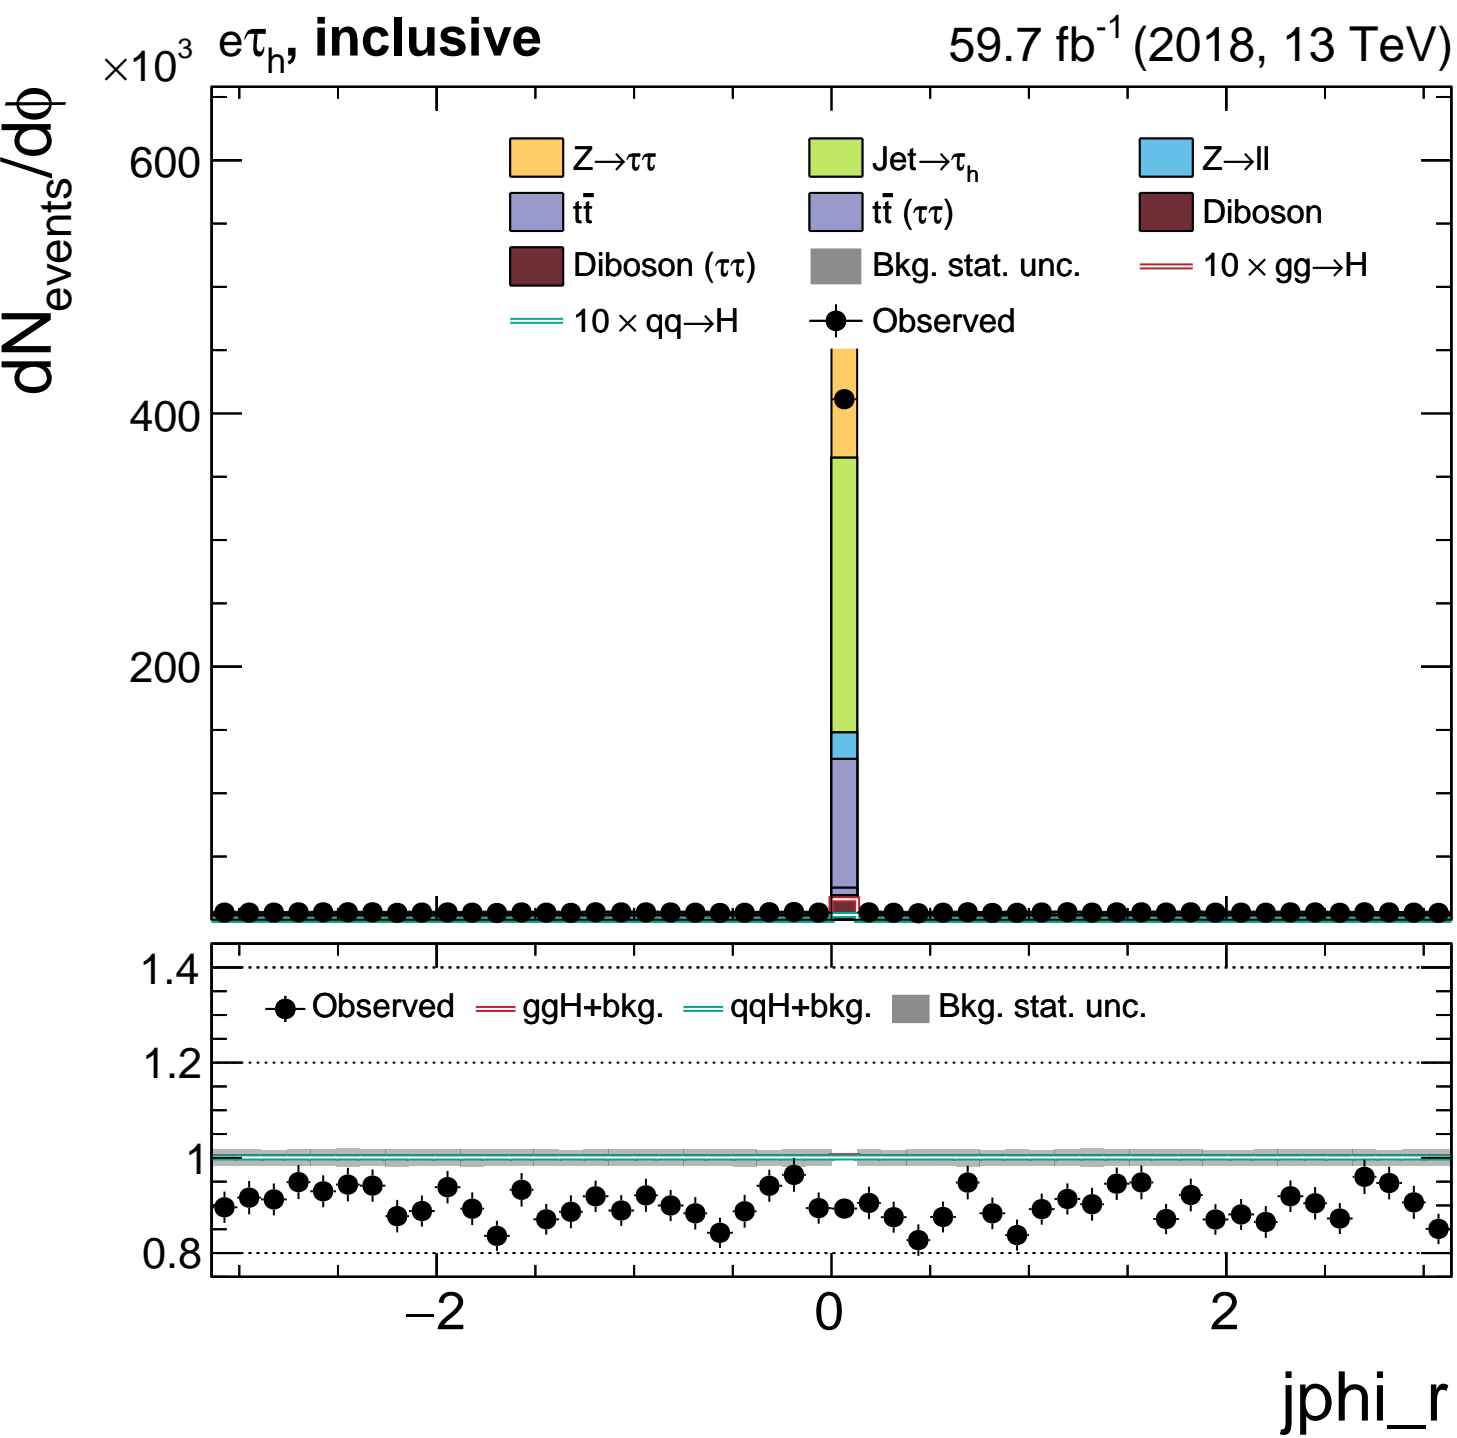 ×10³ eτₕ, inclusive 59.7 fb⁻¹ (2018, 13 TeV)
dN_events/dϕ
600
400
200
Z→ττ Jet→τₕ Z→ll
tt̄ tt̄ (ττ) Diboson
Diboson (ττ) Bkg. stat. unc. 10 × gg→H
10 × qq→H Observed
1.4
1.2
1
0.8
Observed ggH+bkg. qqH+bkg. Bkg. stat. unc.
−2 0 2
jphi_r